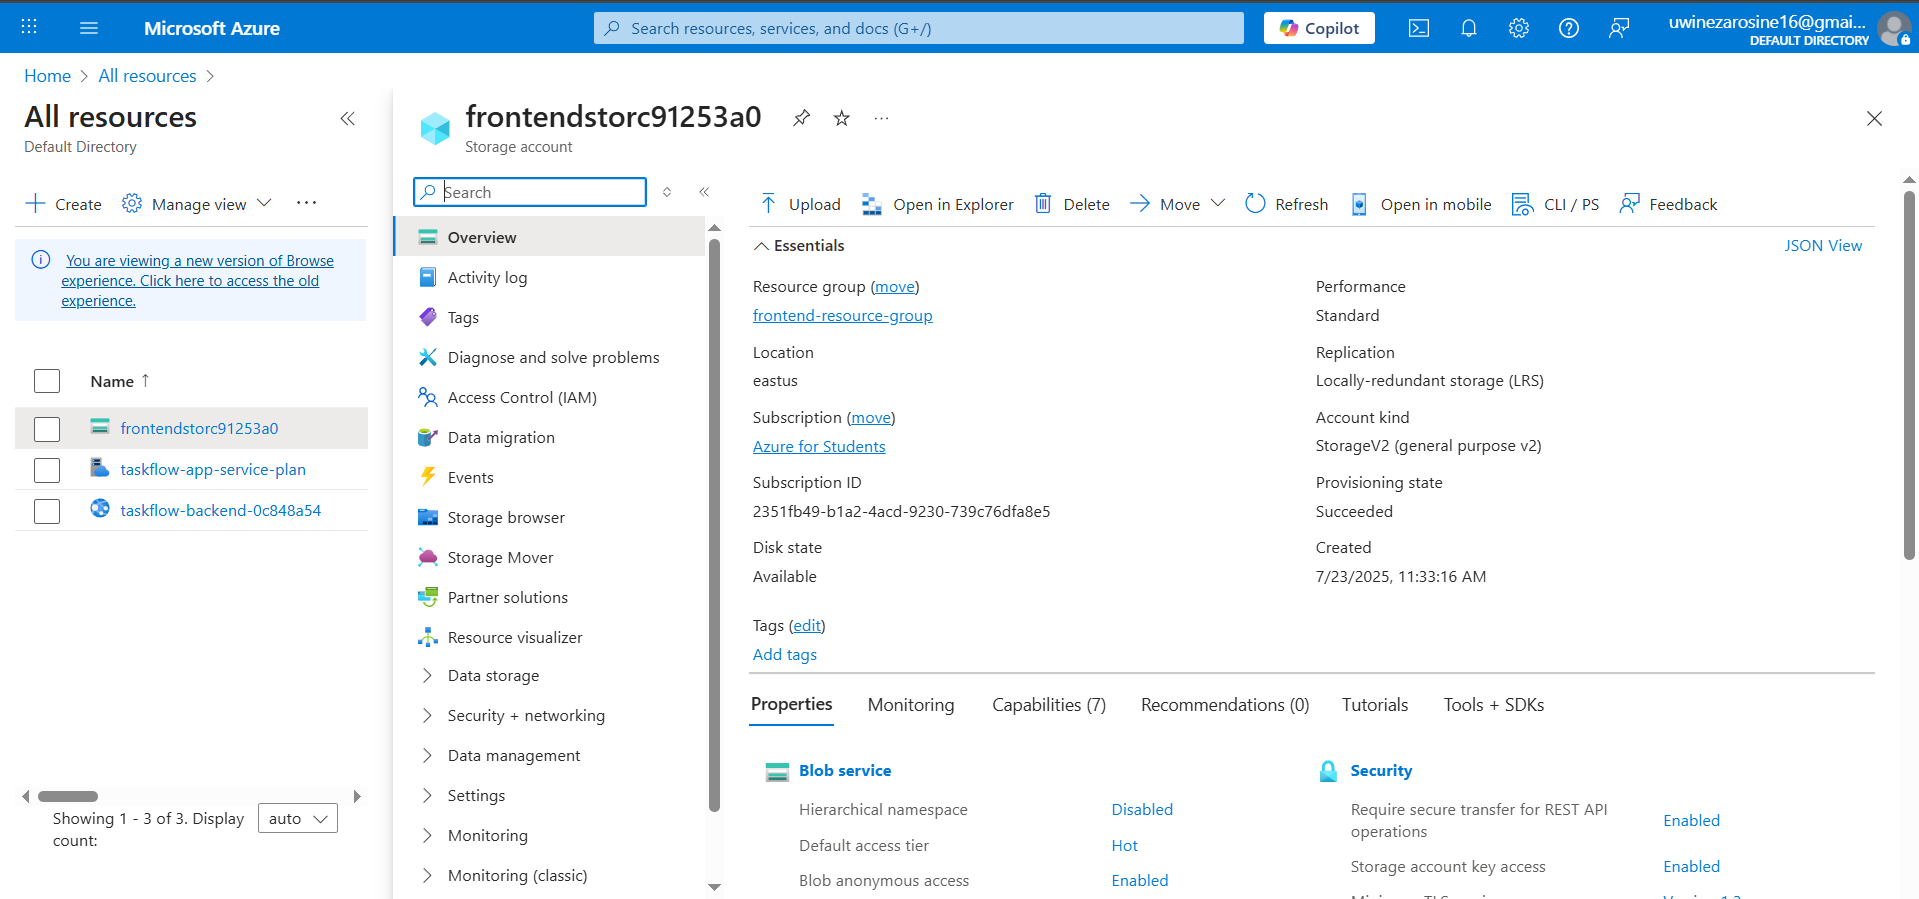 Microsoft Azure
Search resources, services, and docs (G+/)
Copilot
uwinezarosine16@gmai...
DEFAULT DIRECTORY
Home > All resources >
All resources
Default Directory
Create
Manage view
...
You are viewing a new version of Browse
experience. Click here to access the old
experience.
Name ↑
frontendstorc91253a0
taskflow-app-service-plan
taskflow-backend-0c848a54
Showing 1 - 3 of 3. Display
count:
auto
frontendstorc91253a0
...
Storage account
Search
Overview
Activity log
Tags
Diagnose and solve problems
Access Control (IAM)
Data migration
Events
Storage browser
Storage Mover
Partner solutions
Resource visualizer
Data storage
Security + networking
Data management
Settings
Monitoring
Monitoring (classic)
Upload
Open in Explorer
Delete
Move
Refresh
Open in mobile
CLI / PS
Feedback
Essentials
JSON View
Resource group (move)
frontend-resource-group
Location
eastus
Subscription (move)
Azure for Students
Subscription ID
2351fb49-b1a2-4acd-9230-739c76dfa8e5
Disk state
Available
Performance
Standard
Replication
Locally-redundant storage (LRS)
Account kind
StorageV2 (general purpose v2)
Provisioning state
Succeeded
Created
7/23/2025, 11:33:16 AM
Tags (edit)
Add tags
Properties
Monitoring
Capabilities (7)
Recommendations (0)
Tutorials
Tools + SDKs
Blob service
Hierarchical namespace
Disabled
Default access tier
Hot
Blob anonymous access
Enabled
Security
Require secure transfer for REST API
operations
Enabled
Storage account key access
Enabled